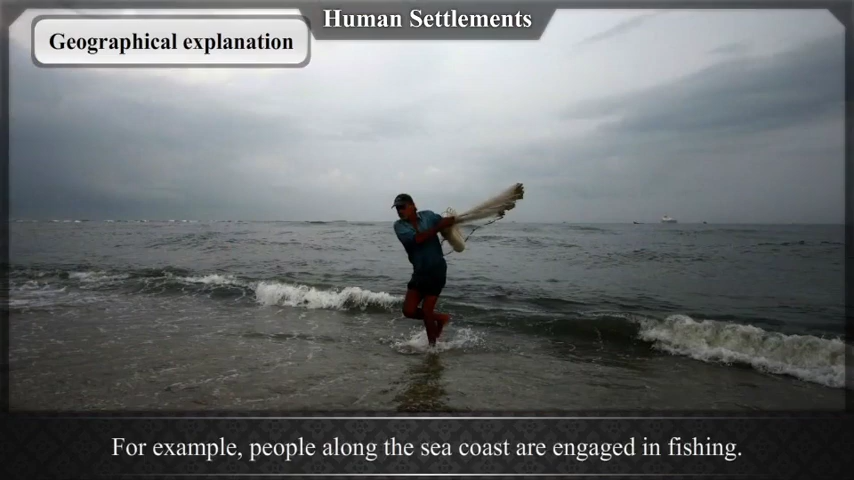 Human Settlements
Geographical explanation
For example, people along the sea coast are engaged in fishing.